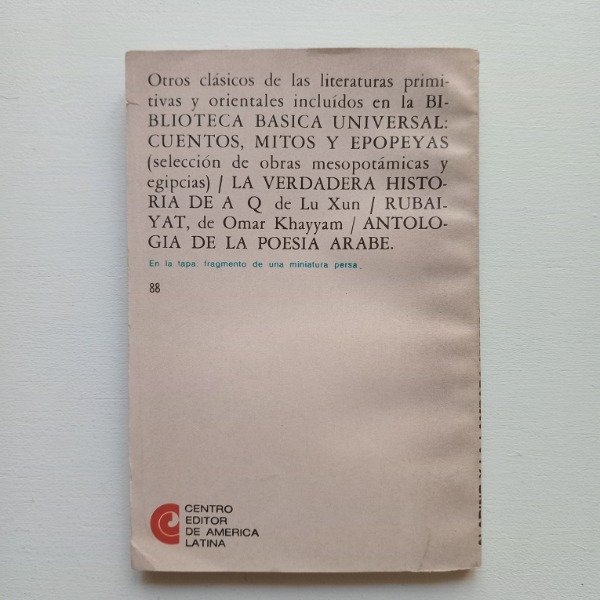 Otros clásicos de las literaturas primi-
tivas y orientales incluídos en la BI-
BLIOTECA BASICA UNIVERSAL:
CUENTOS, MITOS Y EPOPEYAS
(selección de obras mesopotámicas y
egipcias) / LA VERDADERA HISTO-
RIA DE A Q de Lu Xun / RUBAI-
YAT, de Omar Khayyam / ANTOLO-
GIA DE LA POESIA ARABE.
En la tapa: fragmento de una miniatura persa.
88
CENTRO
EDITOR
DE AMERICA
LATINA